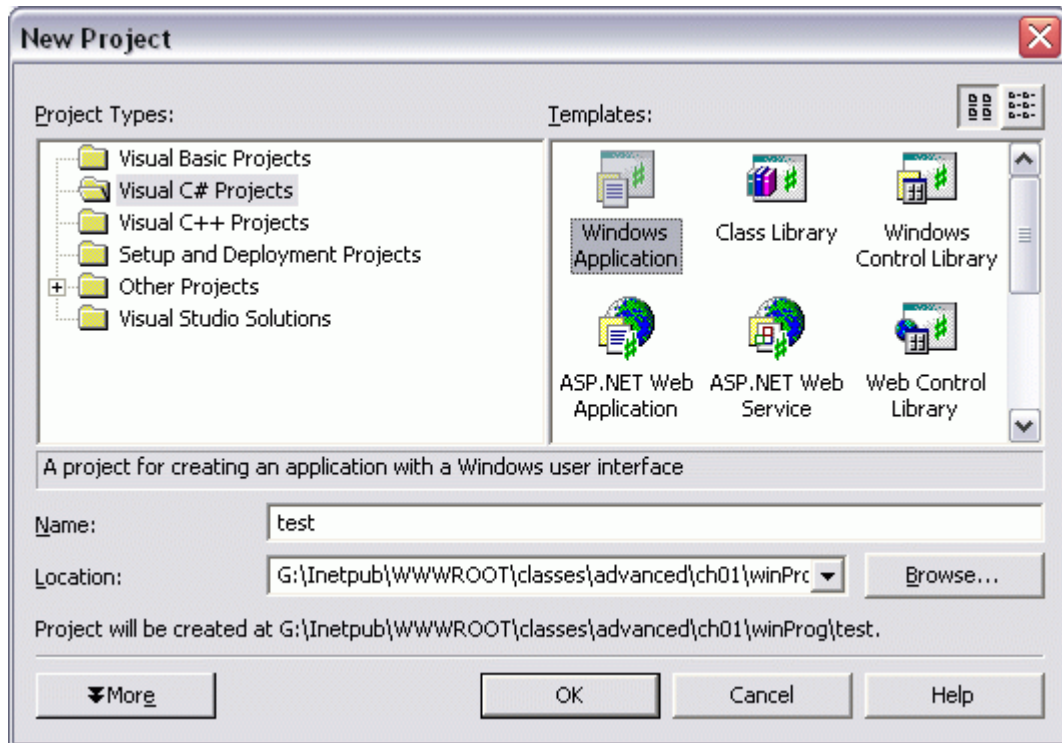 New Project
Project Types:
Templates:
Visual Basic Projects
Visual C# Projects
Visual C++ Projects
Setup and Deployment Projects
Other Projects
Visual Studio Solutions
Windows
Application
Class Library
Windows
Control Library
ASP.NET Web
Application
ASP.NET Web
Service
Web Control
Library
A project for creating an application with a Windows user interface
Name:
test
Location:
G:\Inetpub\WWWROOT\classes\advanced\ch01\winPrc
Browse...
Project will be created at G:\Inetpub\WWWROOT\classes\advanced\ch01\winProg\test.
More
OK
Cancel
Help